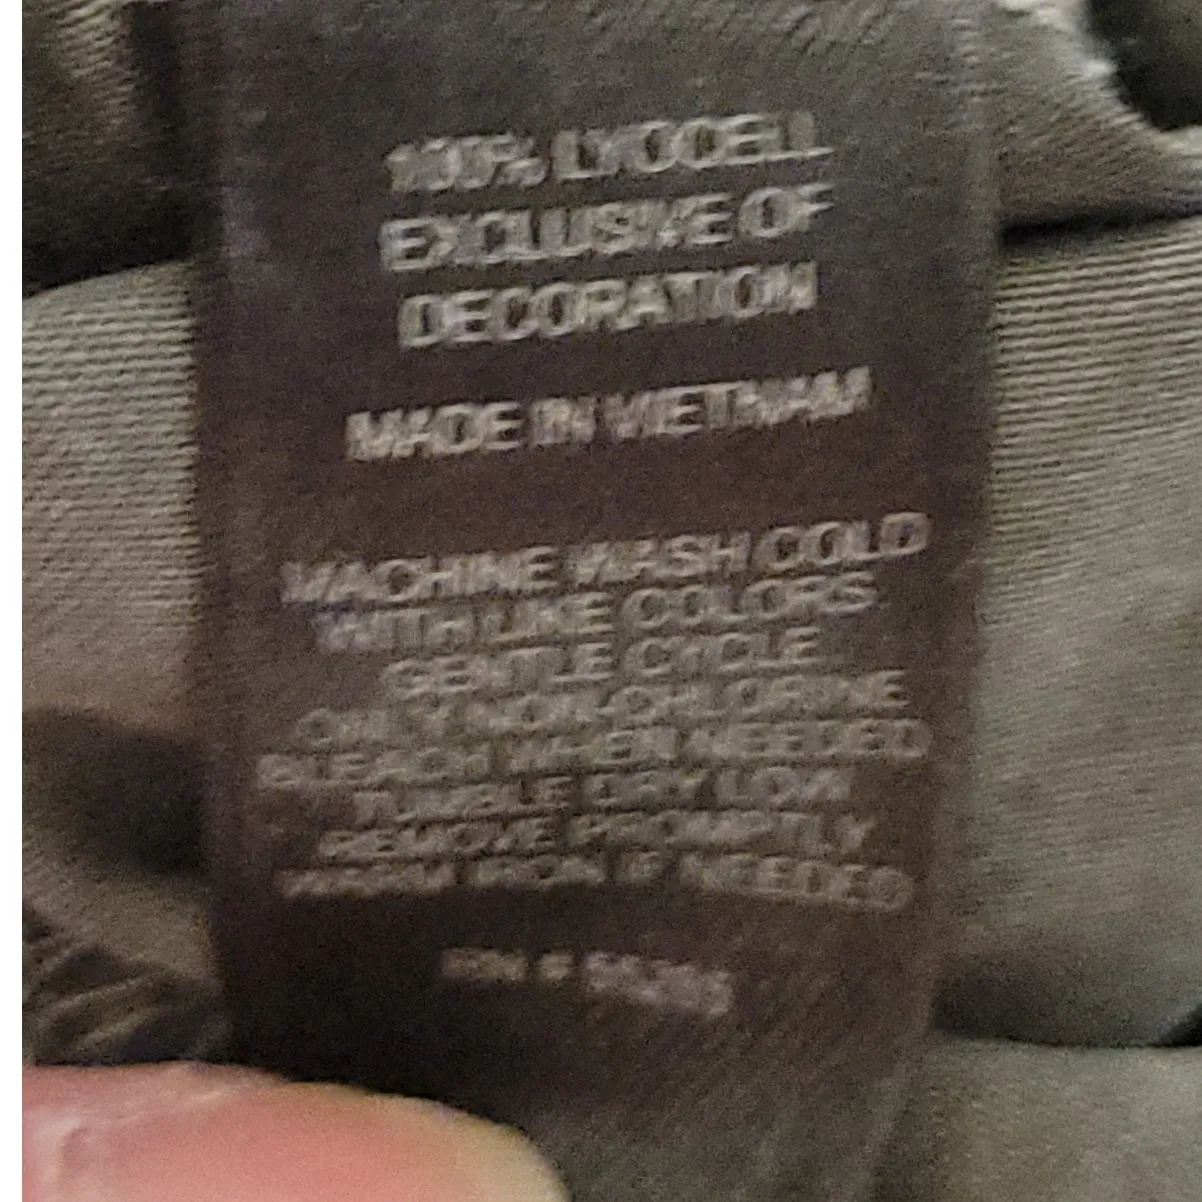 100% LYOCELL
EXCLUSIVE OF
DECORATION
MADE IN VIETNAM
MACHINE WASH COLD
WITH LIKE COLORS
GENTLE CYCLE
ONLY NON-CHLORINE
BLEACH WHEN NEEDED
TUMBLE DRY LOW
REMOVE PROMPTLY
WARM IRON IF NEEDED
RN #